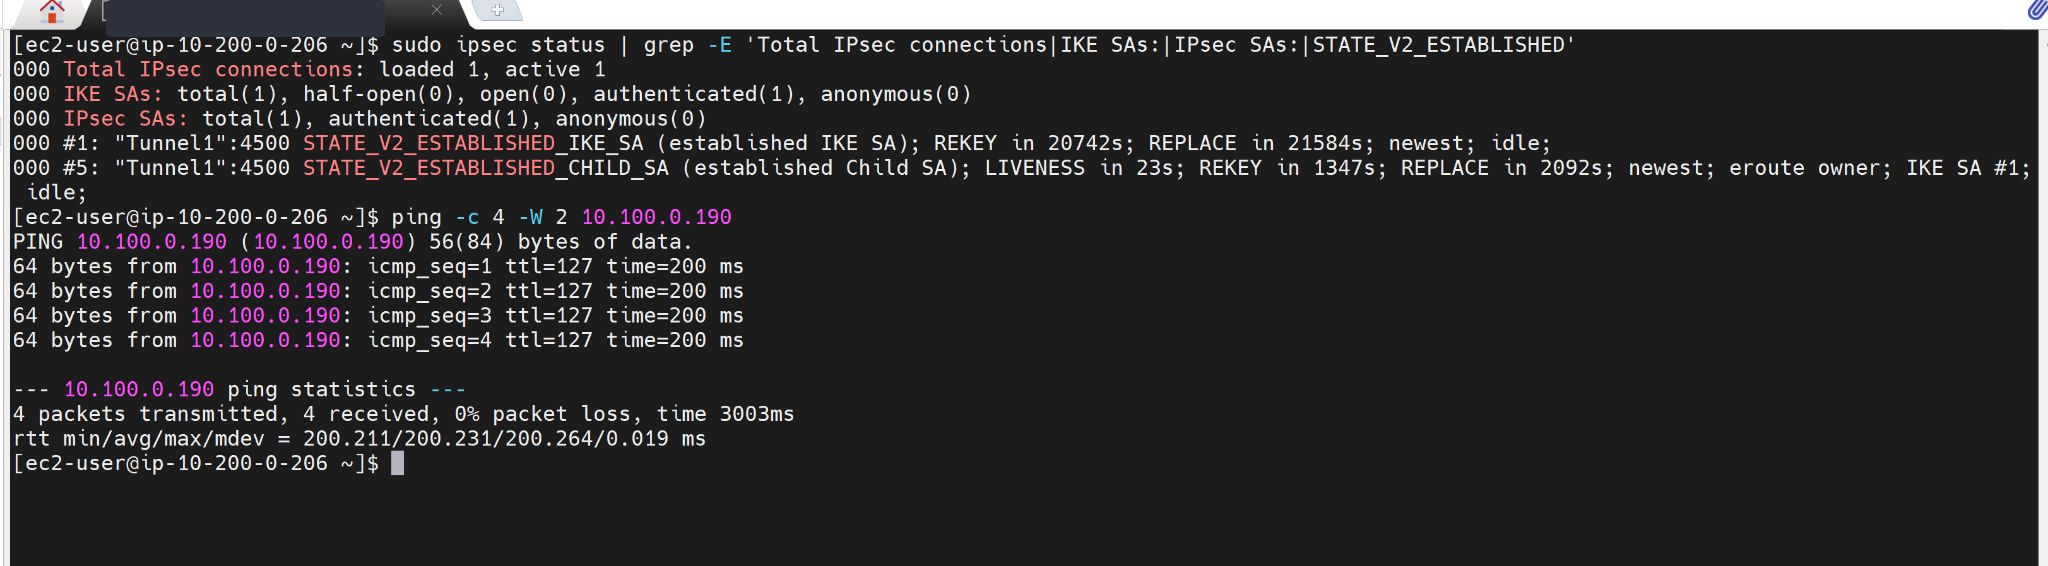 [ec2-user@ip-10-200-0-206 ~]$ sudo ipsec status | grep -E 'Total IPsec connections|IKE SAs:|IPsec SAs:|STATE_V2_ESTABLISHED'
000 Total IPsec connections: loaded 1, active 1
000 IKE SAs: total(1), half-open(0), open(0), authenticated(1), anonymous(0)
000 IPsec SAs: total(1), authenticated(1), anonymous(0)
000 #1: "Tunnel1":4500 STATE_V2_ESTABLISHED_IKE_SA (established IKE SA); REKEY in 20742s; REPLACE in 21584s; newest; idle;
000 #5: "Tunnel1":4500 STATE_V2_ESTABLISHED_CHILD_SA (established Child SA); LIVENESS in 23s; REKEY in 1347s; REPLACE in 2092s; newest; eroute owner; IKE SA #1;
idle;
[ec2-user@ip-10-200-0-206 ~]$ ping -c 4 -W 2 10.100.0.190
PING 10.100.0.190 (10.100.0.190) 56(84) bytes of data.
64 bytes from 10.100.0.190: icmp_seq=1 ttl=127 time=200 ms
64 bytes from 10.100.0.190: icmp_seq=2 ttl=127 time=200 ms
64 bytes from 10.100.0.190: icmp_seq=3 ttl=127 time=200 ms
64 bytes from 10.100.0.190: icmp_seq=4 ttl=127 time=200 ms
--- 10.100.0.190 ping statistics ---
4 packets transmitted, 4 received, 0% packet loss, time 3003ms
rtt min/avg/max/mdev = 200.211/200.231/200.264/0.019 ms
[ec2-user@ip-10-200-0-206 ~]$